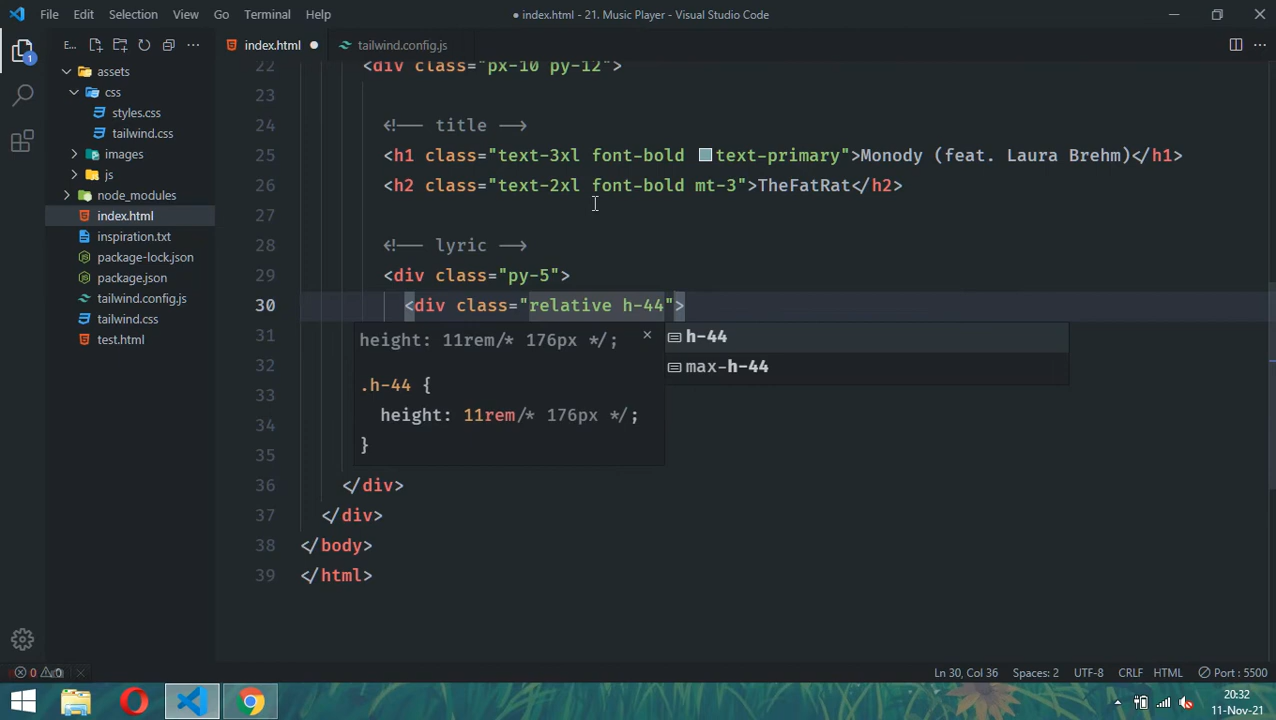 File Edit Selection View Go Terminal Help ● index.html - 21. Music Player - Visual Studio Code
E... ··· index.html ● tailwind.config.js ···
1
assets
css
styles.css
tailwind.css
images
js
node_modules
index.html
inspiration.txt
package-lock.json
package.json
tailwind.config.js
tailwind.css
test.html
22 <div class="px-10 py-12">
23
24 <!-- title -->
25 <h1 class="text-3xl font-bold text-primary">Monody (feat. Laura Brehm)</h1>
26 <h2 class="text-2xl font-bold mt-3">TheFatRat</h2>
27
28 <!-- lyric -->
29 <div class="py-5">
30 <div class="relative h-44">
31
32
33
34
35
36 </div>
37 </div>
38 </body>
39 </html>
height: 11rem/* 176px */;
.h-44 {
height: 11rem/* 176px */;
}
h-44
max-h-44
0 0
Ln 30, Col 36 Spaces: 2 UTF-8 CRLF HTML Port : 5500
20:32
11-Nov-21